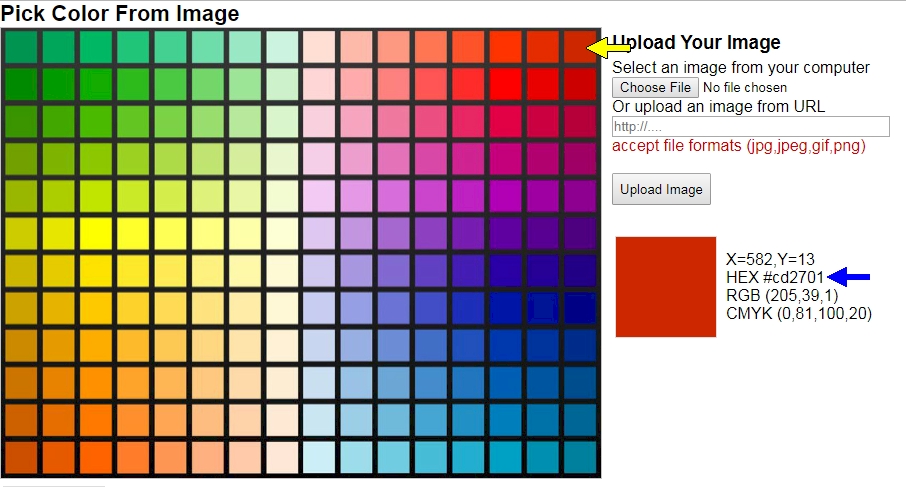 Pick Color From Image
Upload Your Image
Select an image from your computer
Choose File No file chosen
Or upload an image from URL
http://....
accept file formats (jpg,jpeg,gif,png)
Upload Image
X=582,Y=13
HEX #cd2701
RGB (205,39,1)
CMYK (0,81,100,20)